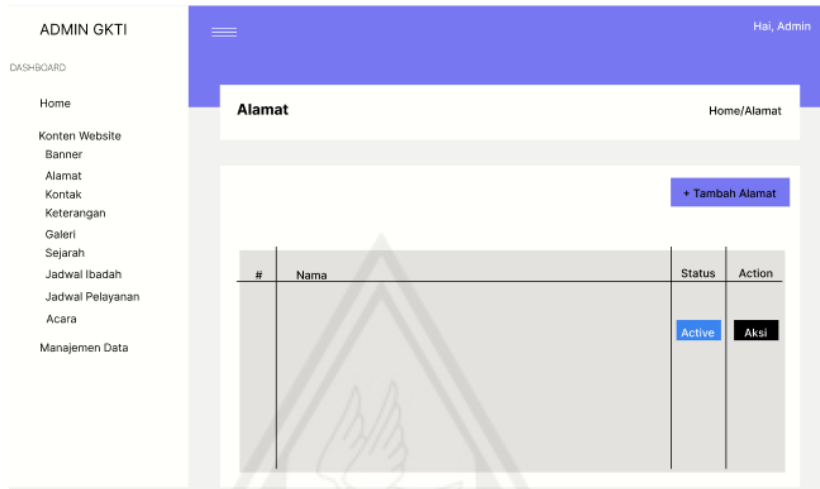 ADMIN GKTI
DASHBOARD
Home
Konten Website
Banner
Alamat
Kontak
Keterangan
Galeri
Sejarah
Jadwal Ibadah
Jadwal Pelayanan
Acara
Manajemen Data
Hai, Admin
Alamat
Home/Alamat
+ Tambah Alamat
# Nama Status Action
Active Aksi